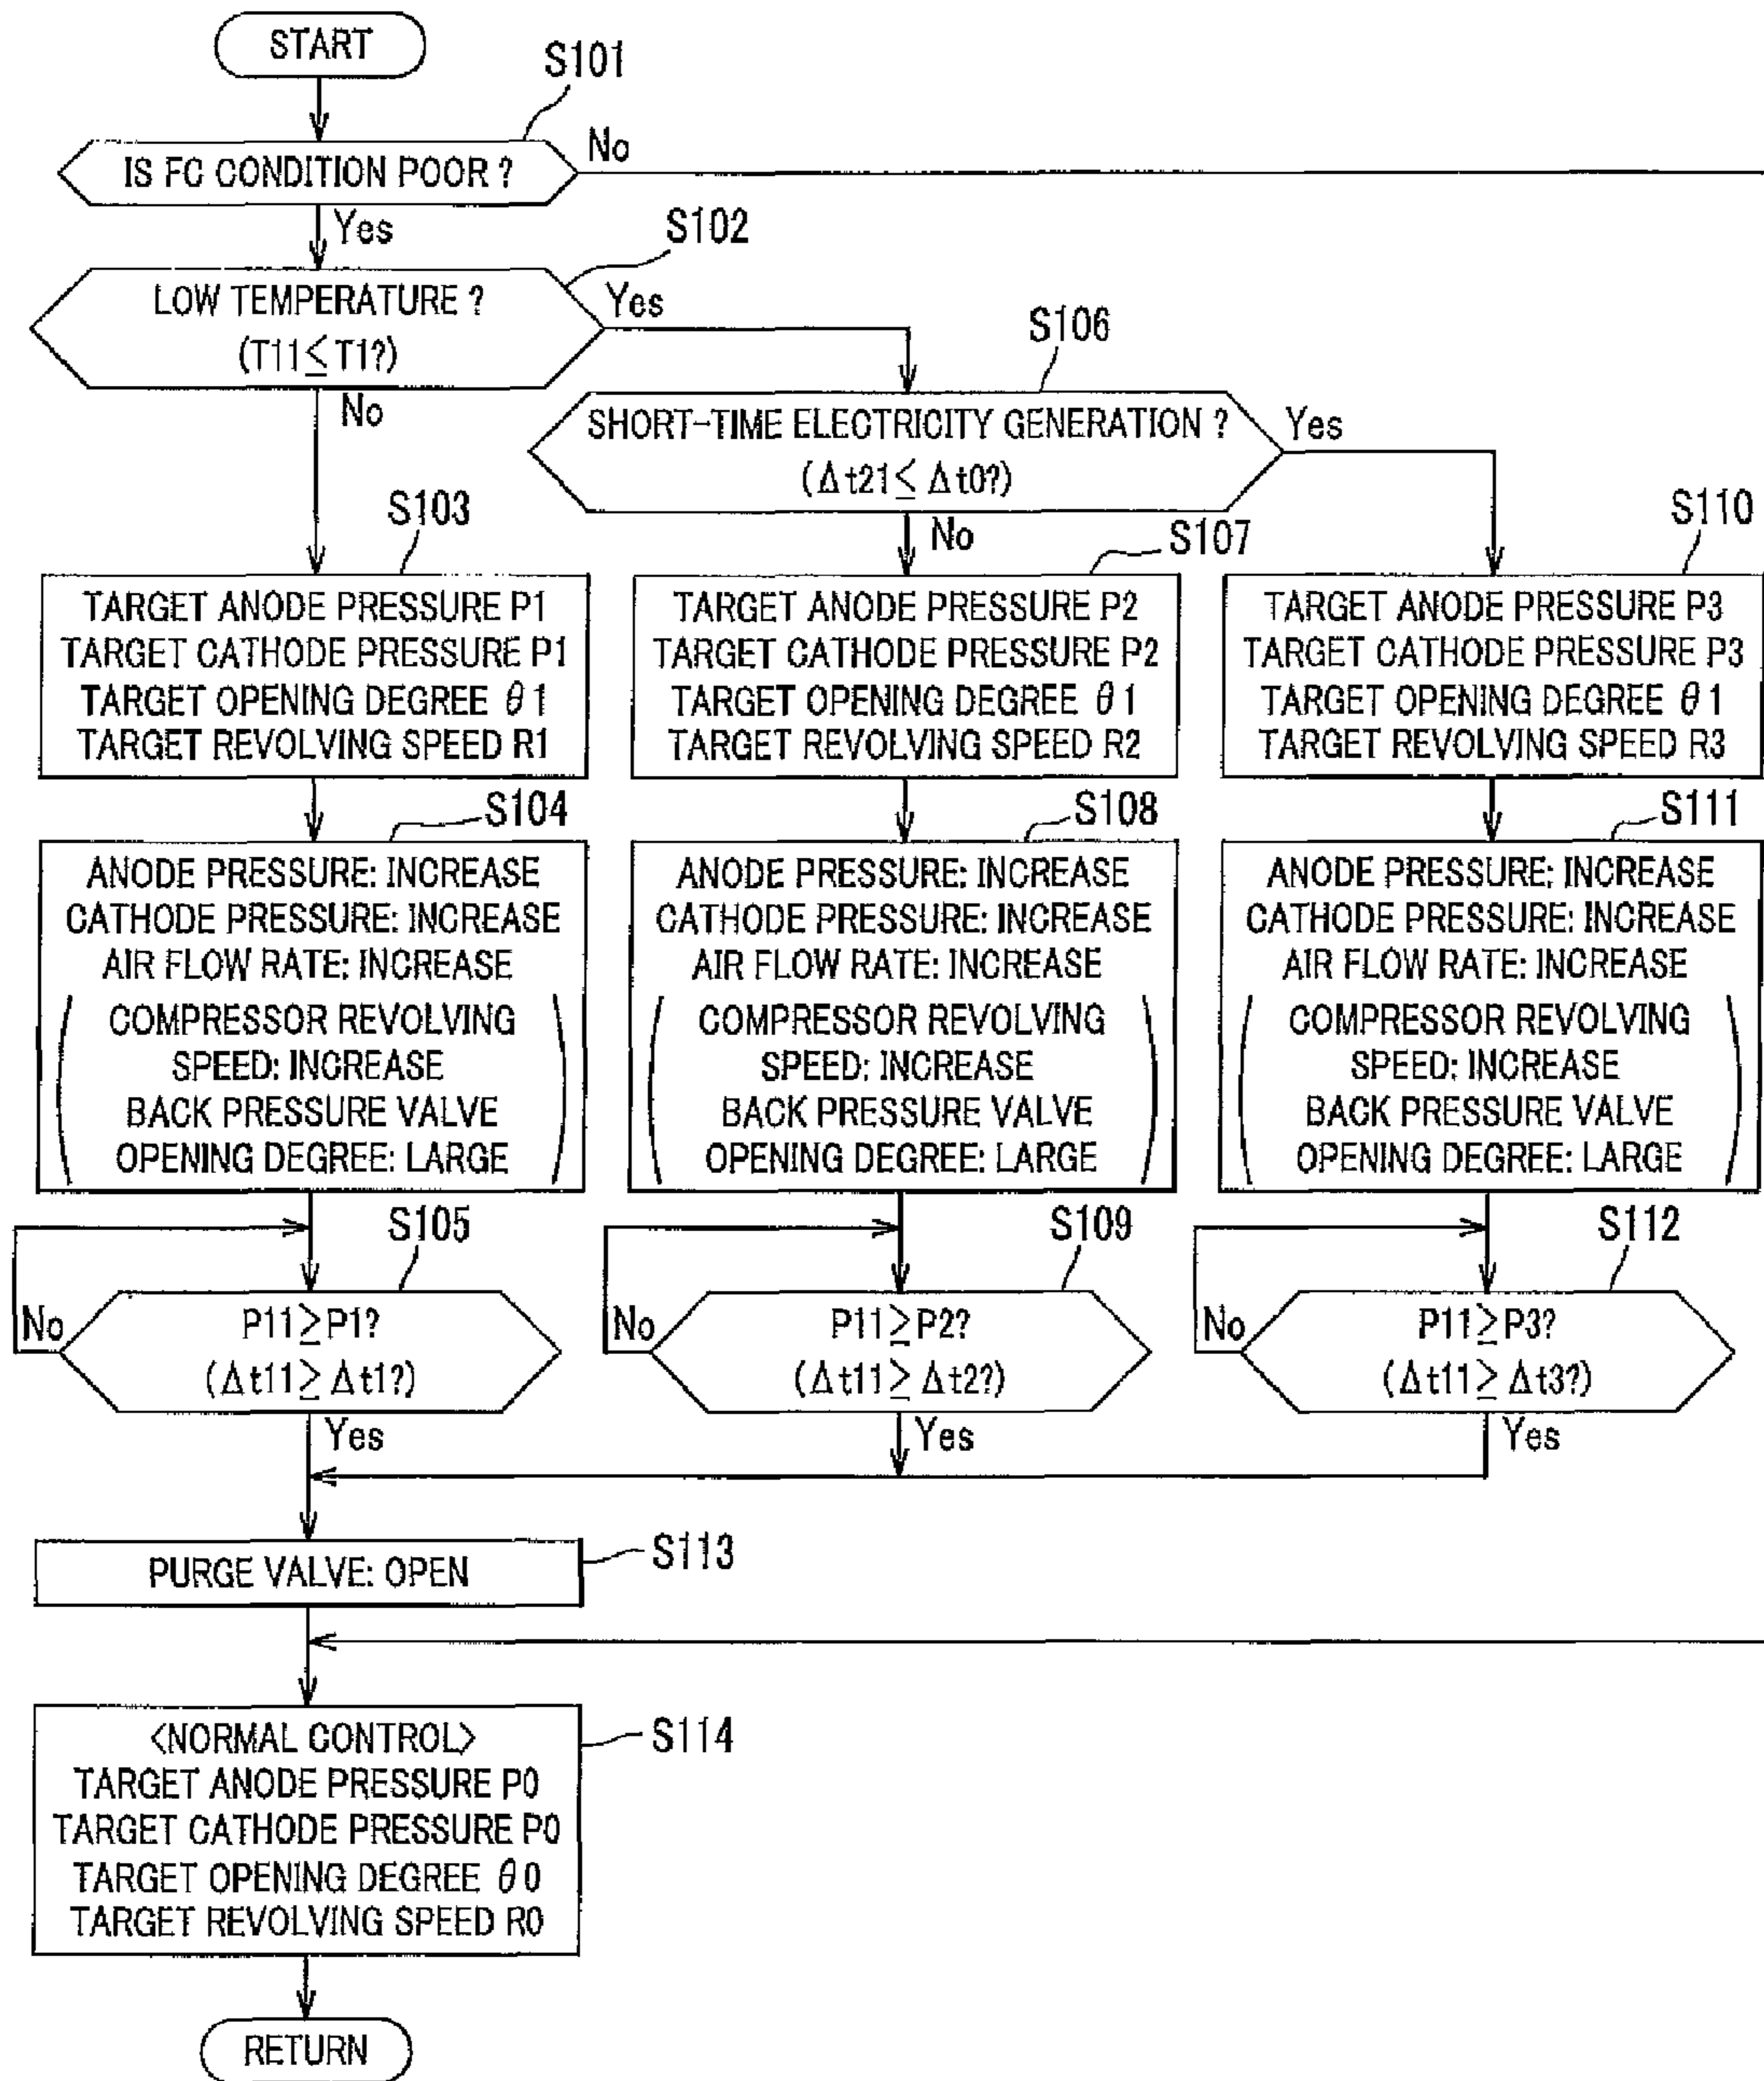 START
S101
IS FC CONDITION POOR ?
No
Yes
S102
LOW TEMPERATURE ?
(T11≦T1?)
Yes
No
S106
SHORT-TIME ELECTRICITY GENERATION ?
(Δt21≦Δt0?)
Yes
No
S103
TARGET ANODE PRESSURE P1
TARGET CATHODE PRESSURE P1
TARGET OPENING DEGREE θ1
TARGET REVOLVING SPEED R1
S107
TARGET ANODE PRESSURE P2
TARGET CATHODE PRESSURE P2
TARGET OPENING DEGREE θ1
TARGET REVOLVING SPEED R2
S110
TARGET ANODE PRESSURE P3
TARGET CATHODE PRESSURE P3
TARGET OPENING DEGREE θ1
TARGET REVOLVING SPEED R3
S104
ANODE PRESSURE: INCREASE
CATHODE PRESSURE: INCREASE
AIR FLOW RATE: INCREASE
(COMPRESSOR REVOLVING
SPEED: INCREASE
BACK PRESSURE VALVE
OPENING DEGREE: LARGE)
S108
ANODE PRESSURE: INCREASE
CATHODE PRESSURE: INCREASE
AIR FLOW RATE: INCREASE
(COMPRESSOR REVOLVING
SPEED: INCREASE
BACK PRESSURE VALVE
OPENING DEGREE: LARGE)
S111
ANODE PRESSURE: INCREASE
CATHODE PRESSURE: INCREASE
AIR FLOW RATE: INCREASE
(COMPRESSOR REVOLVING
SPEED: INCREASE
BACK PRESSURE VALVE
OPENING DEGREE: LARGE)
S105
No
P11≧P1?
(Δt11≧Δt1?)
Yes
S109
No
P11≧P2?
(Δt11≧Δt2?)
Yes
S112
No
P11≧P3?
(Δt11≧Δt3?)
Yes
S113
PURGE VALVE: OPEN
S114
<NORMAL CONTROL>
TARGET ANODE PRESSURE P0
TARGET CATHODE PRESSURE P0
TARGET OPENING DEGREE θ0
TARGET REVOLVING SPEED R0
RETURN